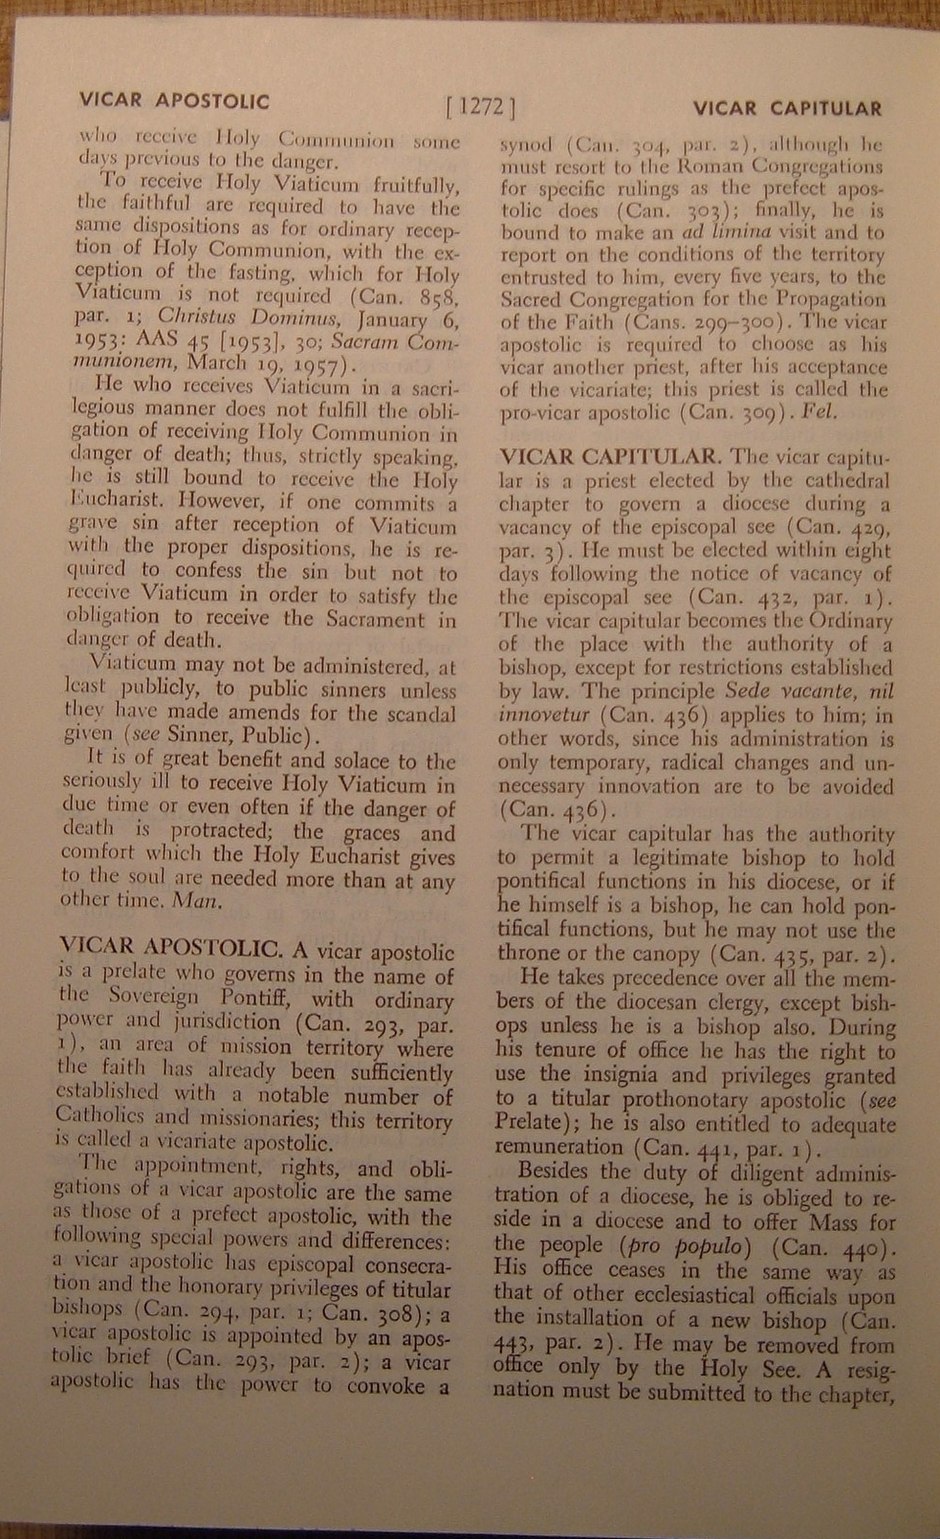 VICAR APOSTOLIC
[ 1272 ]
VICAR CAPITULAR
who receive Holy Communion some
days previous to the danger.
To receive Holy Viaticum fruitfully,
the faithful are required to have the
same dispositions as for ordinary recep-
tion of Holy Communion, with the ex-
ception of the fasting, which for Holy
Viaticum is not required (Can. 858,
par. 1; Christus Dominus, January 6,
1953: AAS 45 [1953], 30; Sacram Com-
munionem, March 19, 1957).
He who receives Viaticum in a sacri-
legious manner does not fulfill the obli-
gation of receiving Holy Communion in
danger of death; thus, strictly speaking,
he is still bound to receive the Holy
Eucharist. However, if one commits a
grave sin after reception of Viaticum
with the proper dispositions, he is re-
quired to confess the sin but not to
receive Viaticum in order to satisfy the
obligation to receive the Sacrament in
danger of death.
Viaticum may not be administered, at
least publicly, to public sinners unless
they have made amends for the scandal
given (see Sinner, Public).
It is of great benefit and solace to the
seriously ill to receive Holy Viaticum in
due time or even often if the danger of
death is protracted; the graces and
comfort which the Holy Eucharist gives
to the soul are needed more than at any
other time. Man.
VICAR APOSTOLIC. A vicar apostolic
is a prelate who governs in the name of
the Sovereign Pontiff, with ordinary
power and jurisdiction (Can. 293, par.
1), an area of mission territory where
the faith has already been sufficiently
established with a notable number of
Catholics and missionaries; this territory
is called a vicariate apostolic.
The appointment, rights, and obli-
gations of a vicar apostolic are the same
as those of a prefect apostolic, with the
following special powers and differences:
a vicar apostolic has episcopal consecra-
tion and the honorary privileges of titular
bishops (Can. 294, par. 1; Can. 308); a
vicar apostolic is appointed by an apos-
tolic brief (Can. 293, par. 2); a vicar
apostolic has the power to convoke a
synod (Can. 304, par. 2), although he
must resort to the Roman Congregations
for specific rulings as the prefect apos-
tolic does (Can. 303); finally, he is
bound to make an ad limina visit and to
report on the conditions of the territory
entrusted to him, every five years, to the
Sacred Congregation for the Propagation
of the Faith (Cans. 299–300). The vicar
apostolic is required to choose as his
vicar another priest, after his acceptance
of the vicariate; this priest is called the
pro-vicar apostolic (Can. 309). Fel.
VICAR CAPITULAR. The vicar capitu-
lar is a priest elected by the cathedral
chapter to govern a diocese during a
vacancy of the episcopal see (Can. 429,
par. 3). He must be elected within eight
days following the notice of vacancy of
the episcopal see (Can. 432, par. 1).
The vicar capitular becomes the Ordinary
of the place with the authority of a
bishop, except for restrictions established
by law. The principle Sede vacante, nil
innovetur (Can. 436) applies to him; in
other words, since his administration is
only temporary, radical changes and un-
necessary innovation are to be avoided
(Can. 436).
The vicar capitular has the authority
to permit a legitimate bishop to hold
pontifical functions in his diocese, or if
he himself is a bishop, he can hold pon-
tifical functions, but he may not use the
throne or the canopy (Can. 435, par. 2).
He takes precedence over all the mem-
bers of the diocesan clergy, except bish-
ops unless he is a bishop also. During
his tenure of office he has the right to
use the insignia and privileges granted
to a titular prothonotary apostolic (see
Prelate); he is also entitled to adequate
remuneration (Can. 441, par. 1).
Besides the duty of diligent adminis-
tration of a diocese, he is obliged to re-
side in a diocese and to offer Mass for
the people (pro populo) (Can. 440).
His office ceases in the same way as
that of other ecclesiastical officials upon
the installation of a new bishop (Can.
443, par. 2). He may be removed from
office only by the Holy See. A resig-
nation must be submitted to the chapter,